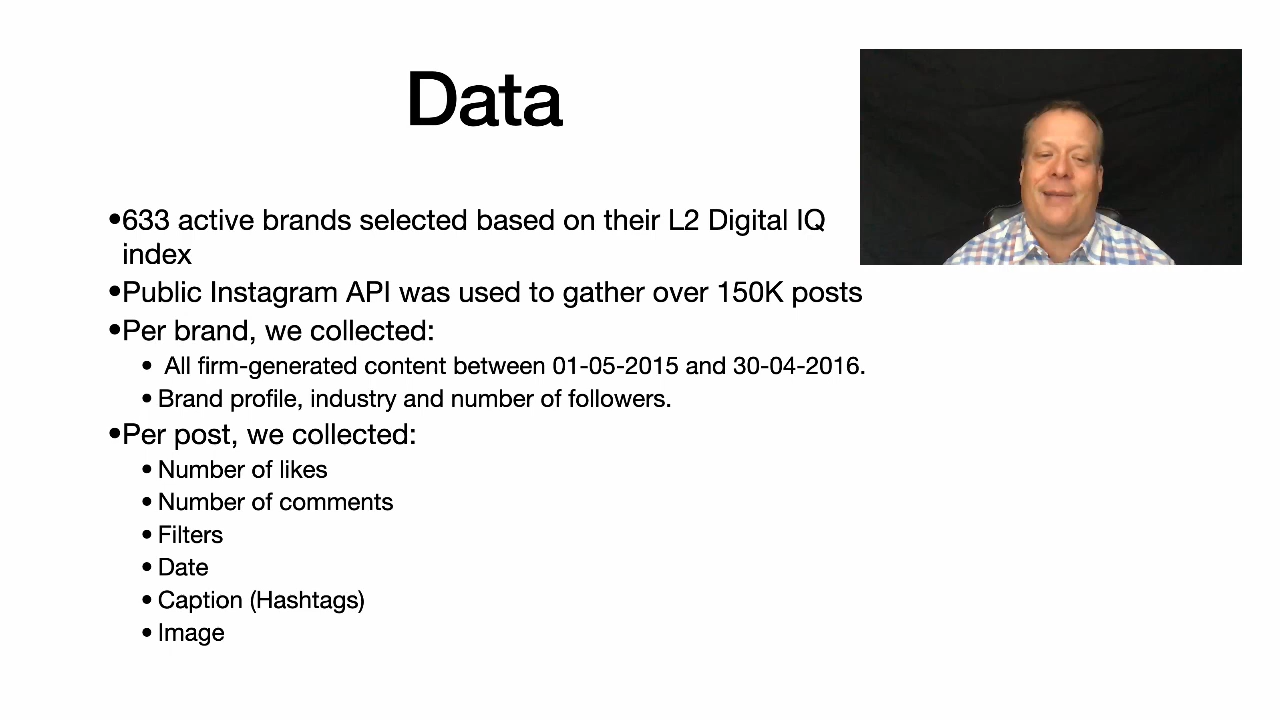 Data
•633 active brands selected based on their L2 Digital IQ
index
•Public Instagram API was used to gather over 150K posts
•Per brand, we collected:
• All firm-generated content between 01-05-2015 and 30-04-2016.
• Brand profile, industry and number of followers.
•Per post, we collected:
• Number of likes
• Number of comments
• Filters
• Date
• Caption (Hashtags)
• Image